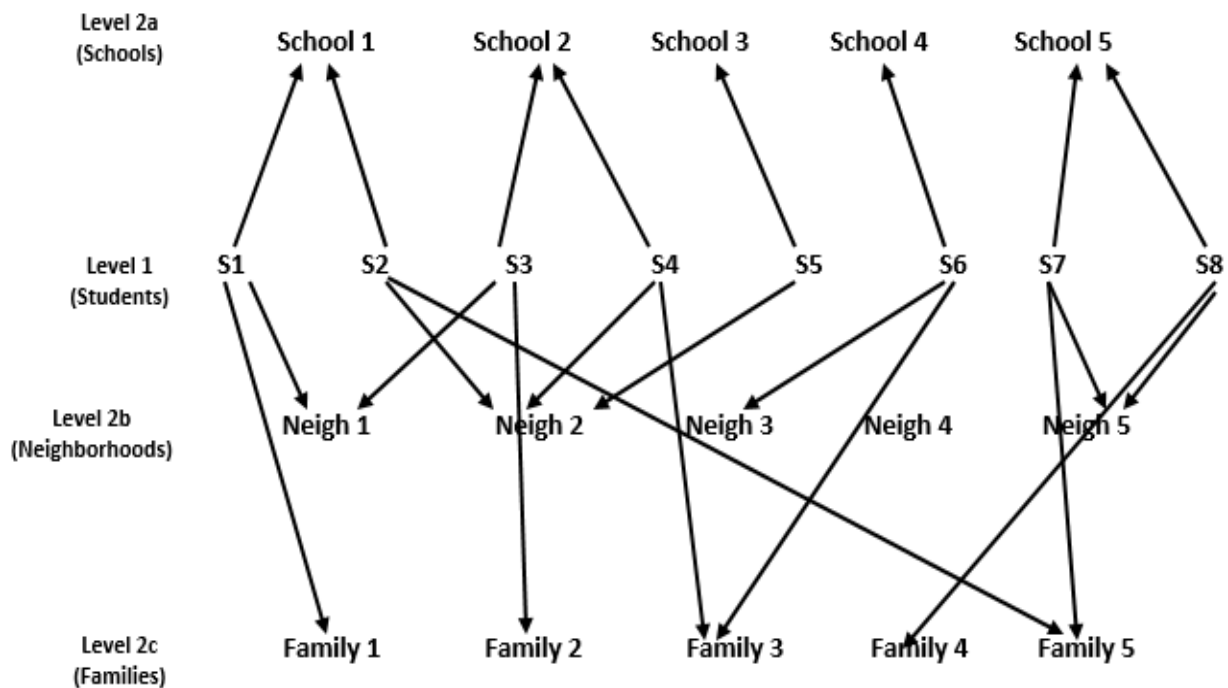 Level 2a
(Schools)
School 1 School 2 School 3 School 4 School 5
Level 1
(Students)
S1 S2 S3 S4 S5 S6 S7 S8
Level 2b
(Neighborhoods)
Neigh 1 Neigh 2 Neigh 3 Neigh 4 Neigh 5
Level 2c
(Families)
Family 1 Family 2 Family 3 Family 4 Family 5